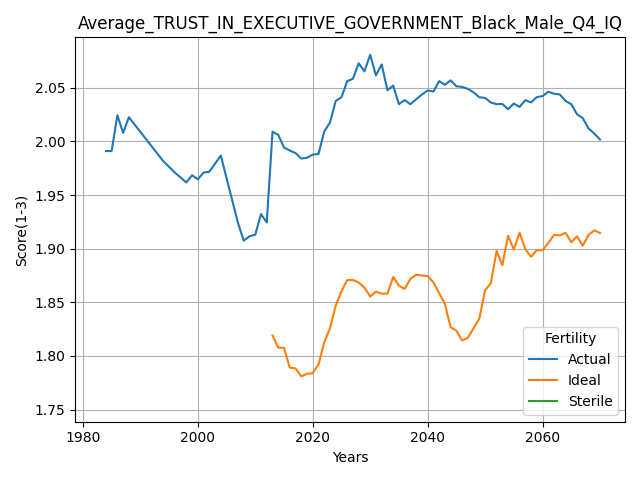 Average_TRUST_IN_EXECUTIVE_GOVERNMENT_Black_Male_Q4_IQ
Score(1-3)
2.05
2.00
1.95
1.90
1.85
1.80
1.75
1980
2000
2020
2040
2060
Years
Fertility
Actual
Ideal
Sterile